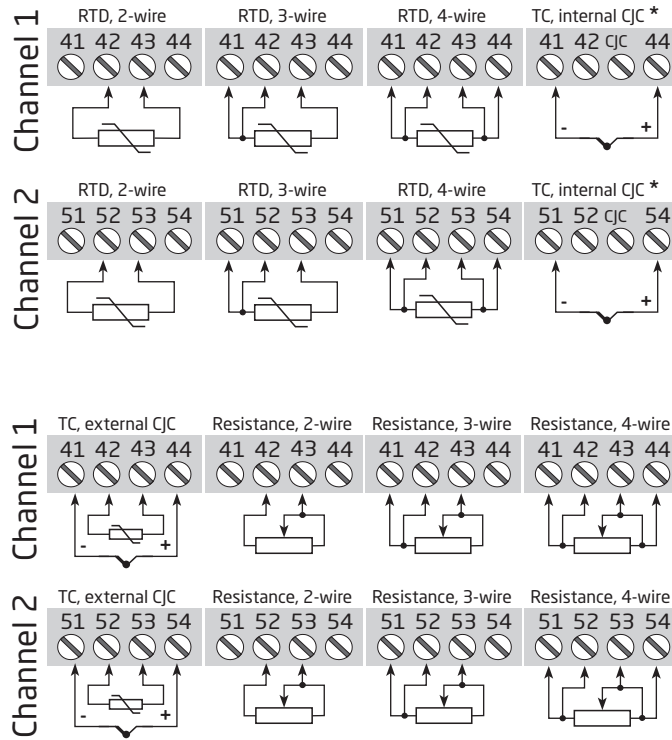 Channel 1
RTD, 2-wire RTD, 3-wire RTD, 4-wire TC, internal CJC *
41 42 43 44 41 42 43 44 41 42 43 44 41 42 CJC 44
- +
Channel 2
RTD, 2-wire RTD, 3-wire RTD, 4-wire TC, internal CJC *
51 52 53 54 51 52 53 54 51 52 53 54 51 52 CJC 54
- +
Channel 1
TC, external CJC Resistance, 2-wire Resistance, 3-wire Resistance, 4-wire
41 42 43 44 41 42 43 44 41 42 43 44 41 42 43 44
- +
Channel 2
TC, external CJC Resistance, 2-wire Resistance, 3-wire Resistance, 4-wire
51 52 53 54 51 52 53 54 51 52 53 54 51 52 53 54
- +